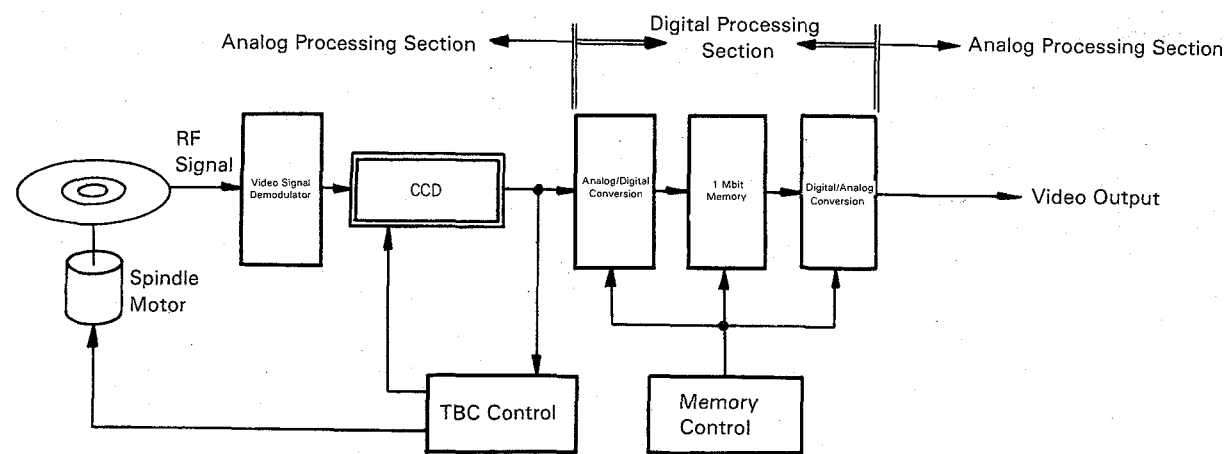 Analog Processing Section
Digital Processing
Section
Analog Processing Section
RF
Signal
Video Signal
Demodulator
CCD
Analog/Digital
Conversion
1 Mbit
Memory
Digital/Analog
Conversion
Video Output
Spindle
Motor
TBC Control
Memory
Control